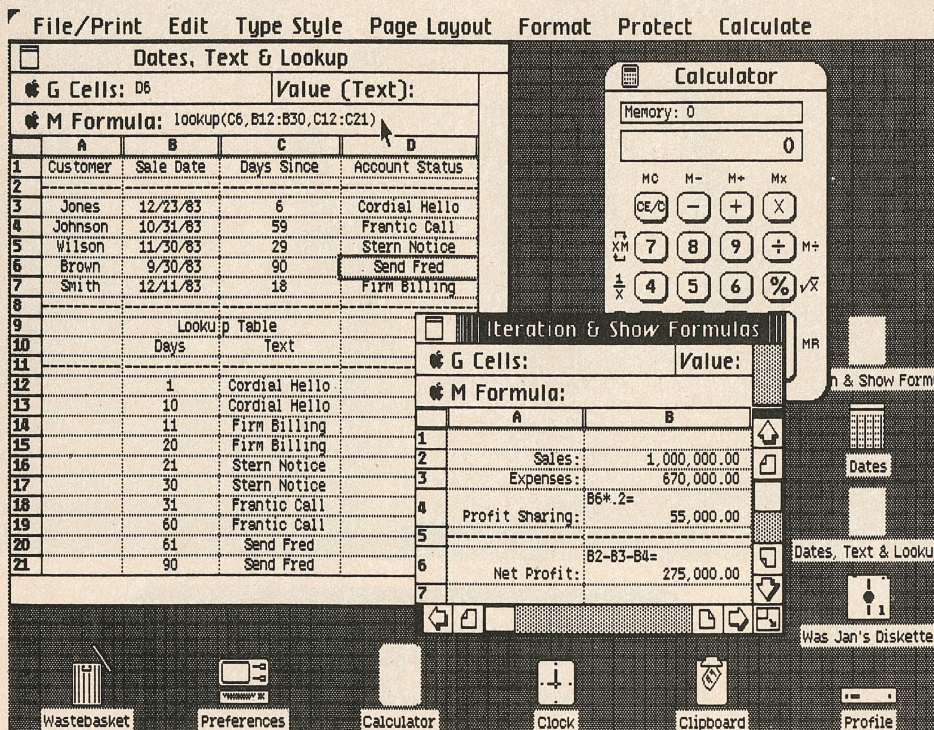 File/Print Edit Type Style Page Layout Format Protect Calculate
Dates, Text & Lookup
G Cells: D6 Value (Text):
M Formula: lookup(C6,B12:B30,C12:C21)
A B C D
1 Customer Sale Date Days Since Account Status
2
3 Jones 12/23/83 6 Cordial Hello
4 Johnson 10/31/83 59 Frantic Call
5 Wilson 11/30/83 29 Stern Notice
6 Brown 9/30/83 90 Send Fred
7 Smith 12/11/83 18 Firm Billing
8
9 Lookup Table
10 Days Text
11
12 1 Cordial Hello
13 10 Cordial Hello
14 11 Firm Billing
15 20 Firm Billing
16 21 Stern Notice
17 30 Stern Notice
18 31 Frantic Call
19 60 Frantic Call
20 61 Send Fred
21 90 Send Fred
Calculator
Memory: 0
0
MC M- M+ Mx
CE/C − + X
XM 7 8 9 ÷ M÷
1/X 4 5 6 % √X
MR
Iteration & Show Formulas
G Cells: Value:
M Formula:
A B
1
2 Sales: 1,000,000.00
3 Expenses: 670,000.00
4 B6*.2=
Profit Sharing: 55,000.00
5
6 B2-B3-B4=
Net Profit: 275,000.00
7
n & Show Form
Dates
Dates, Text & Looku
1
Was Jan's Diskette
Wastebasket Preferences Calculator Clock Clipboard Profile